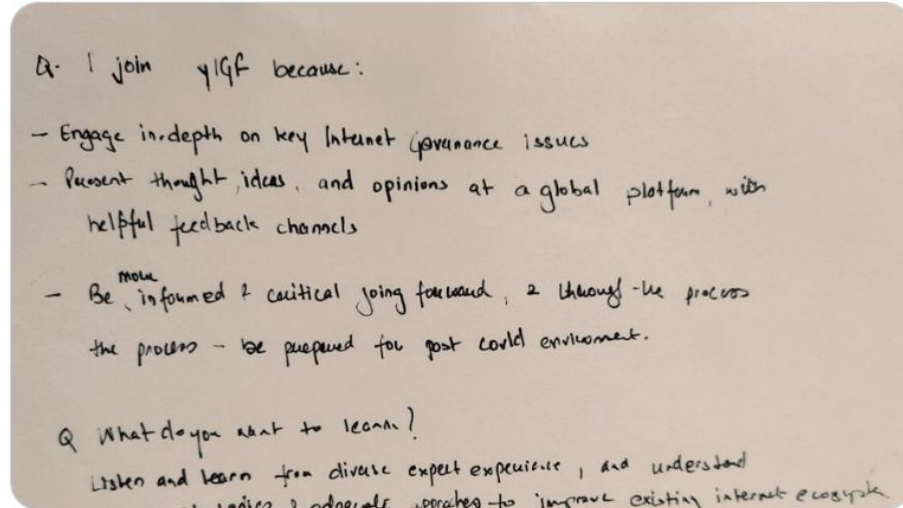 Q. I join yIGF because:
- Engage in-depth on key Internet Governance issues
- Present thought, ideas, and opinions at a global platform, with
helpful feedback channels
- Be more informed & critical going forward, & through the process
the process - be prepared for post covid environment.
Q What do you want to learn?
Listen and learn from diverse expert experience, and understand
topics & approaches to improve existing internet ecosystem